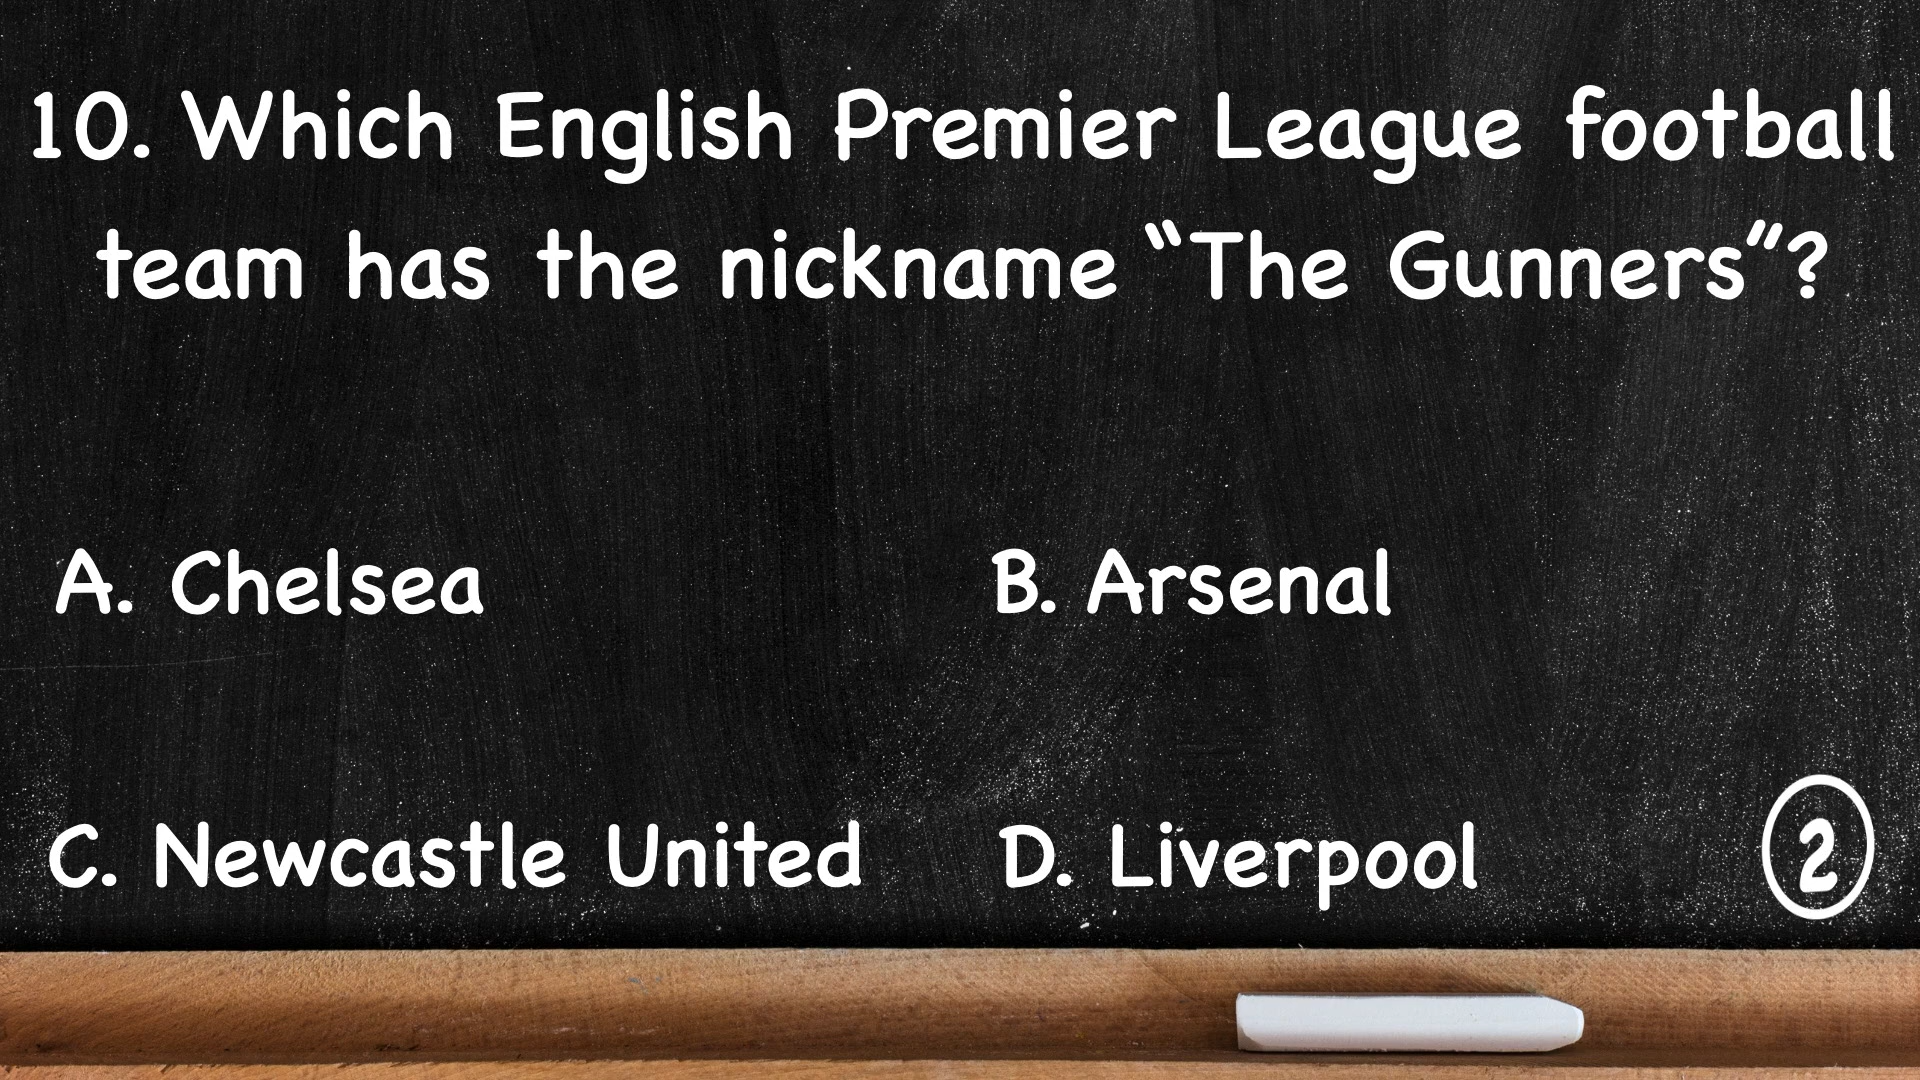 10. Which English Premier League football
team has the nickname “The Gunners”?
A. Chelsea
B. Arsenal
C. Newcastle United
D. Liverpool
2